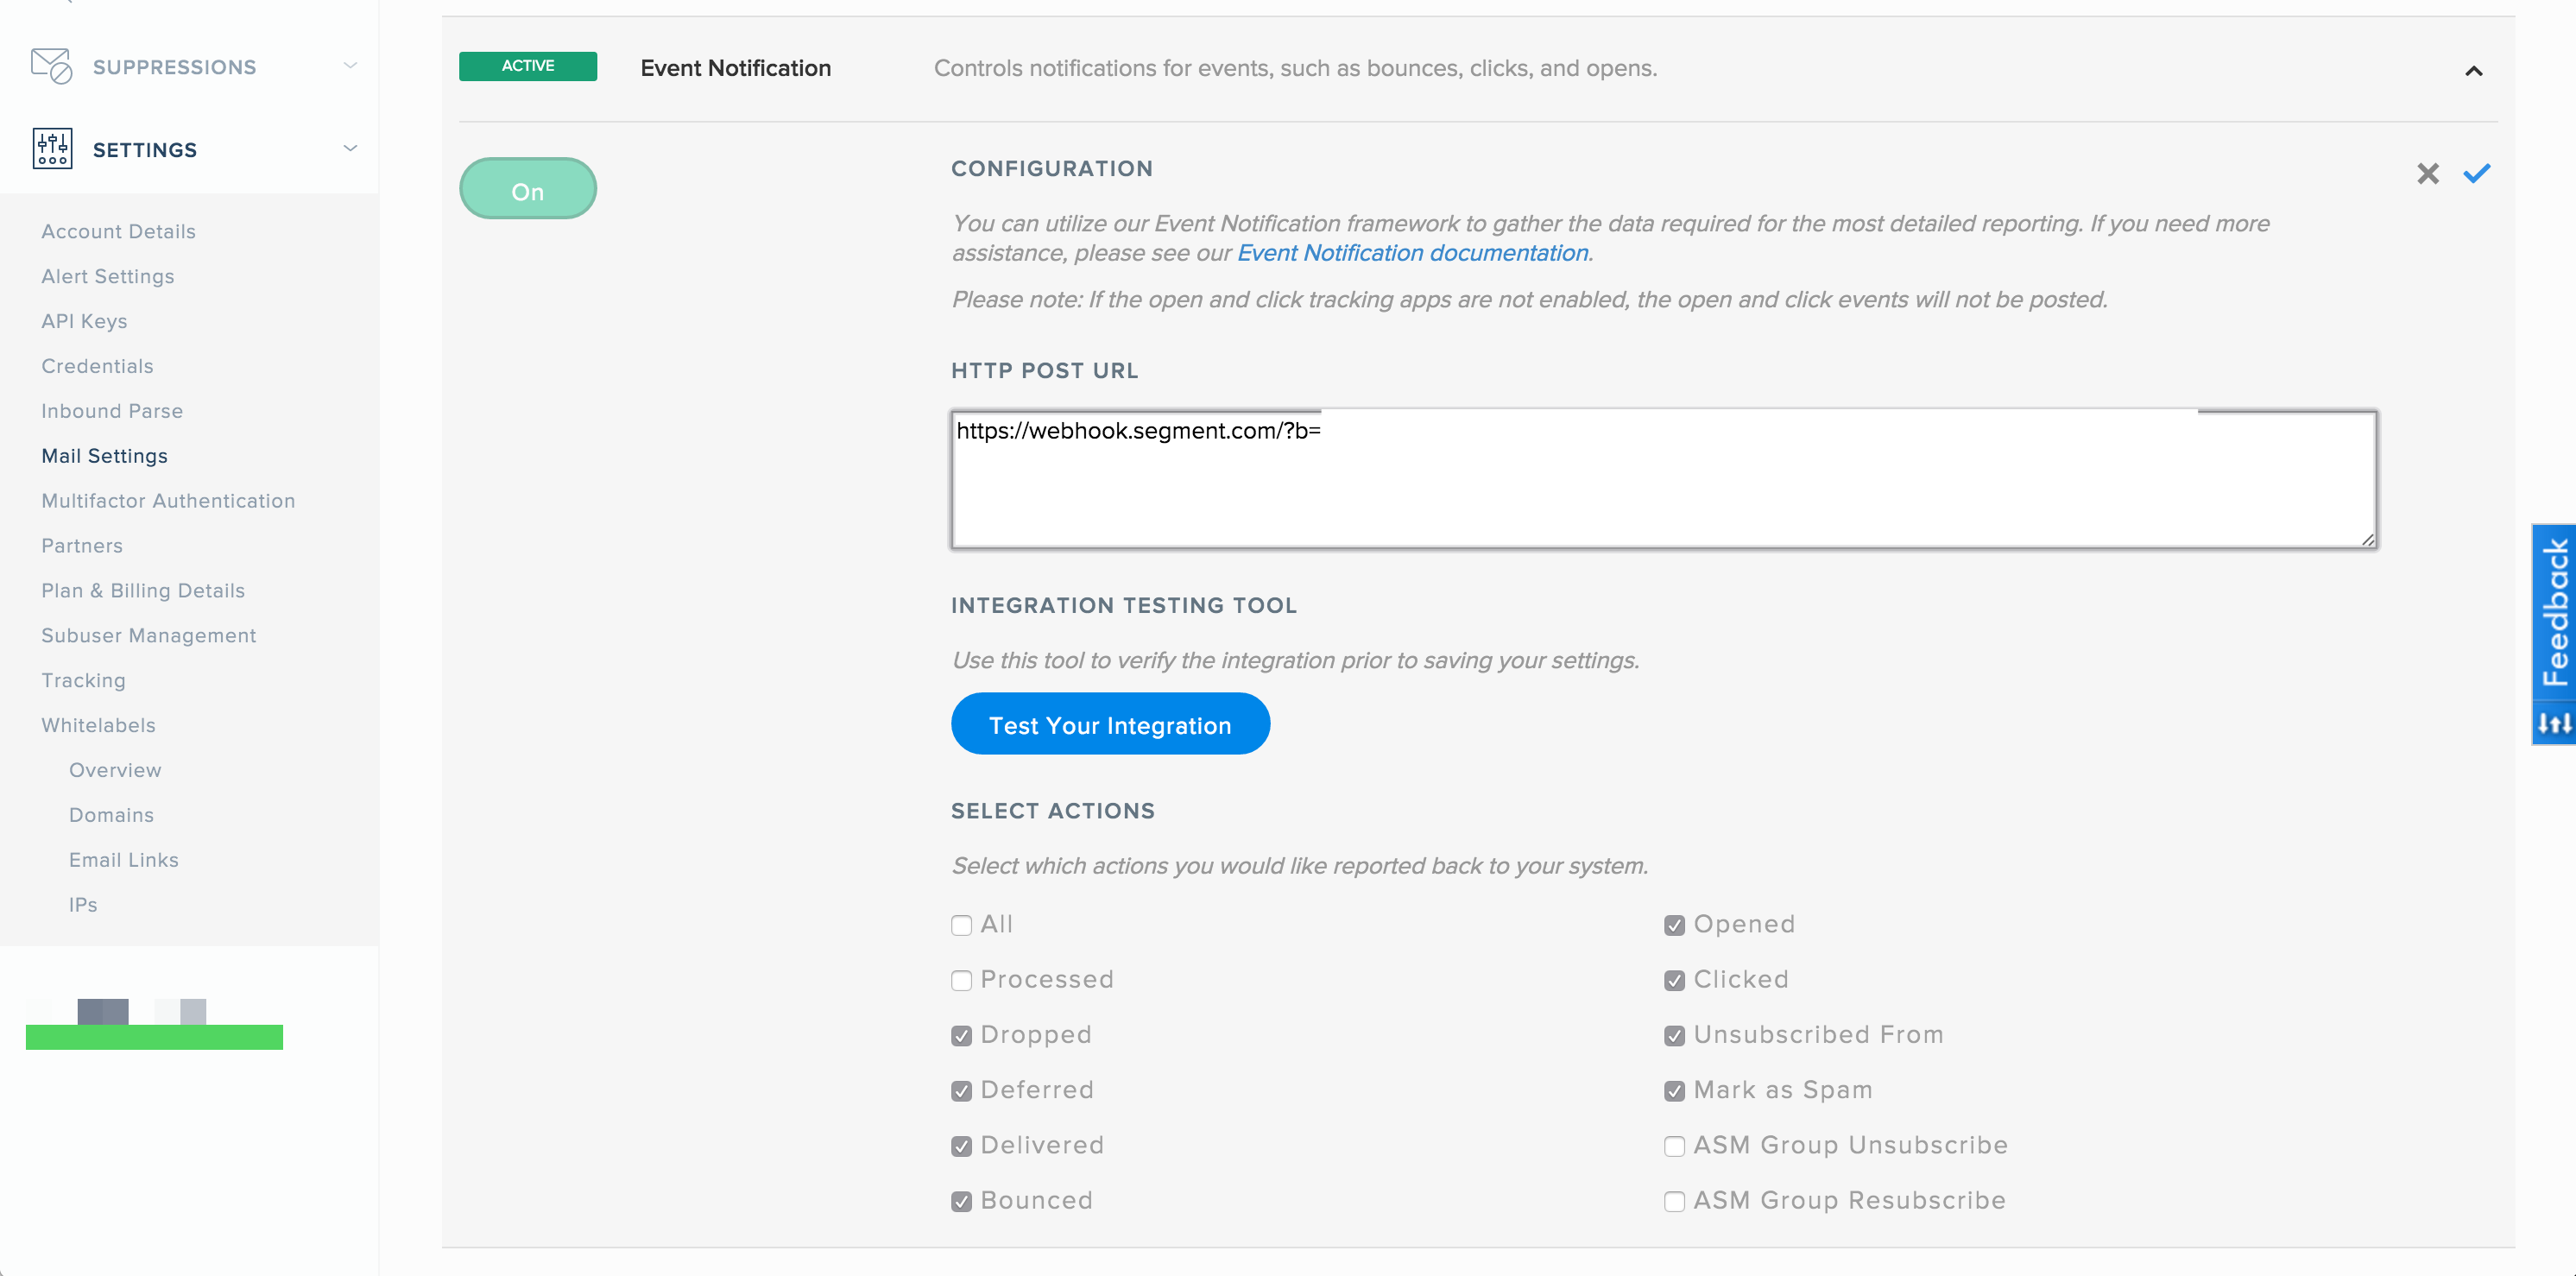 SUPPRESSIONS
SETTINGS
Account Details
Alert Settings
API Keys
Credentials
Inbound Parse
Mail Settings
Multifactor Authentication
Partners
Plan & Billing Details
Subuser Management
Tracking
Whitelabels
Overview
Domains
Email Links
IPs
ACTIVE
Event Notification
Controls notifications for events, such as bounces, clicks, and opens.
On
CONFIGURATION
You can utilize our Event Notification framework to gather the data required for the most detailed reporting. If you need more
assistance, please see our Event Notification documentation.
Please note: If the open and click tracking apps are not enabled, the open and click events will not be posted.
HTTP POST URL
https://webhook.segment.com/?b=
INTEGRATION TESTING TOOL
Use this tool to verify the integration prior to saving your settings.
Test Your Integration
SELECT ACTIONS
Select which actions you would like reported back to your system.
All
Processed
Dropped
Deferred
Delivered
Bounced
Opened
Clicked
Unsubscribed From
Mark as Spam
ASM Group Unsubscribe
ASM Group Resubscribe
Feedback